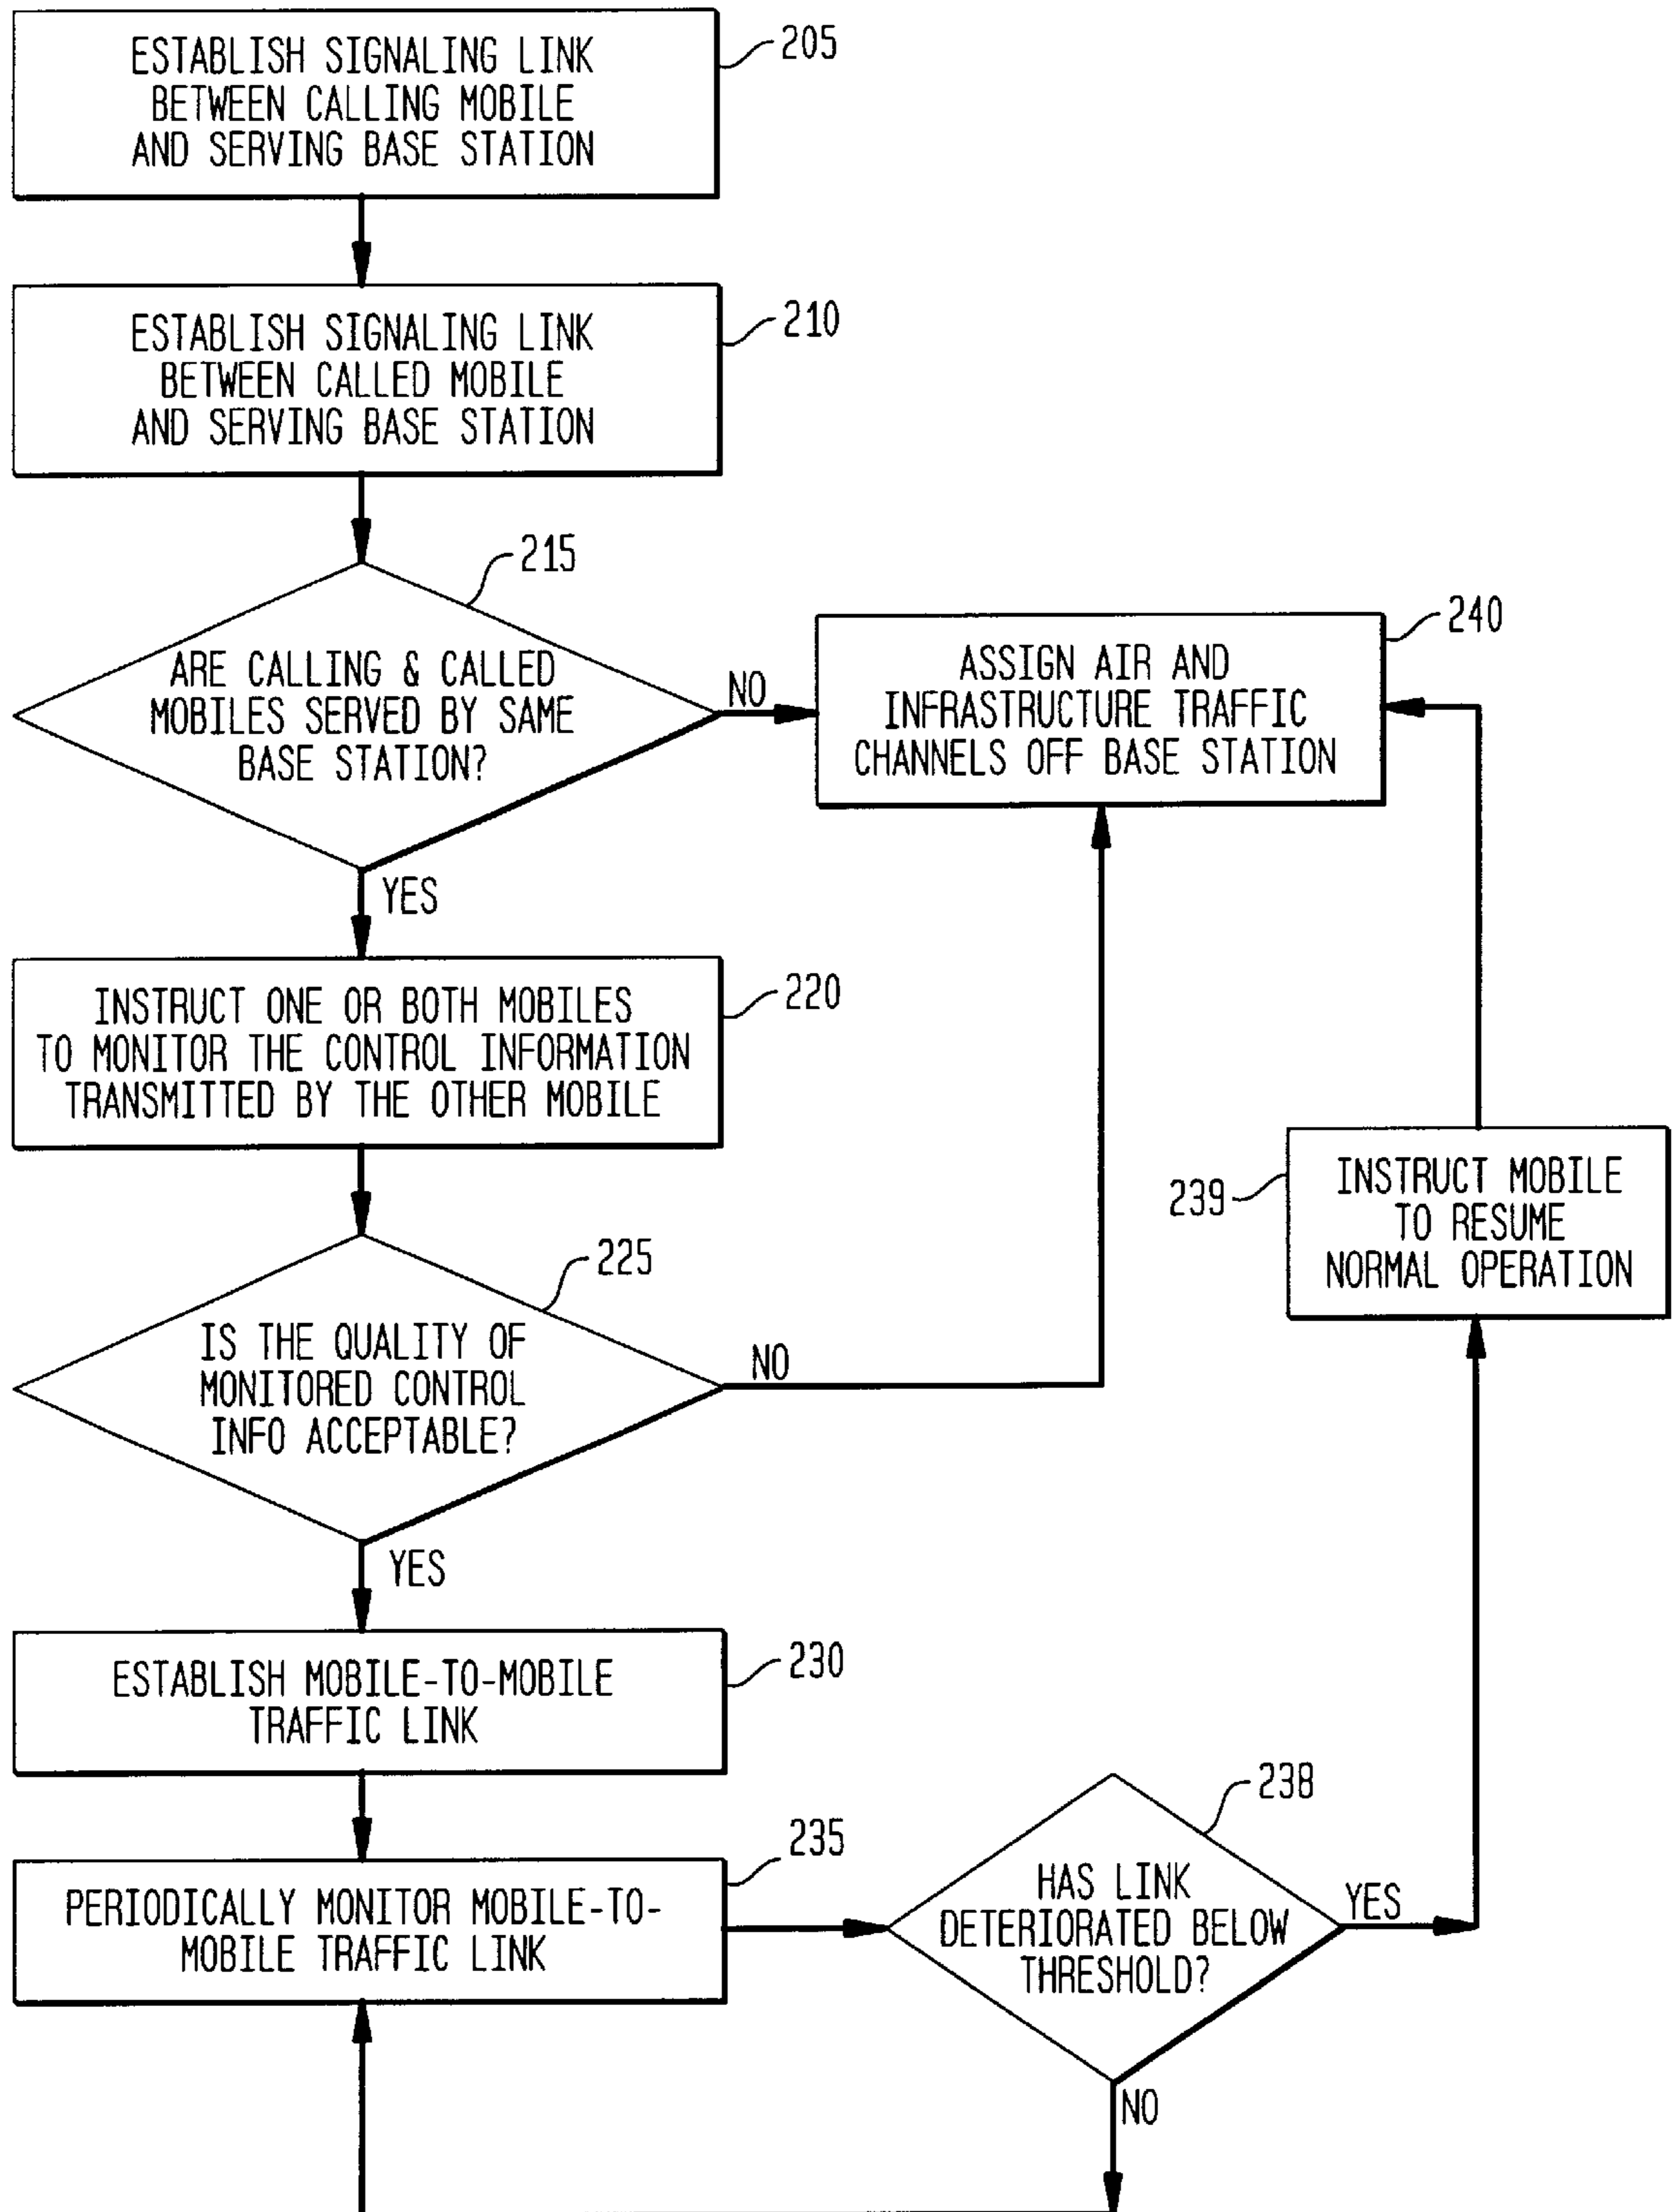 ESTABLISH SIGNALING LINK
BETWEEN CALLING MOBILE
AND SERVING BASE STATION
205
ESTABLISH SIGNALING LINK
BETWEEN CALLED MOBILE
AND SERVING BASE STATION
210
215
ARE CALLING & CALLED
MOBILES SERVED BY SAME
BASE STATION?
NO
YES
ASSIGN AIR AND
INFRASTRUCTURE TRAFFIC
CHANNELS OFF BASE STATION
240
INSTRUCT ONE OR BOTH MOBILES
TO MONITOR THE CONTROL INFORMATION
TRANSMITTED BY THE OTHER MOBILE
220
239
INSTRUCT MOBILE
TO RESUME
NORMAL OPERATION
225
IS THE QUALITY OF
MONITORED CONTROL
INFO ACCEPTABLE?
NO
YES
ESTABLISH MOBILE-TO-MOBILE
TRAFFIC LINK
230
PERIODICALLY MONITOR MOBILE-TO-
MOBILE TRAFFIC LINK
235
238
HAS LINK
DETERIORATED BELOW
THRESHOLD?
YES
NO